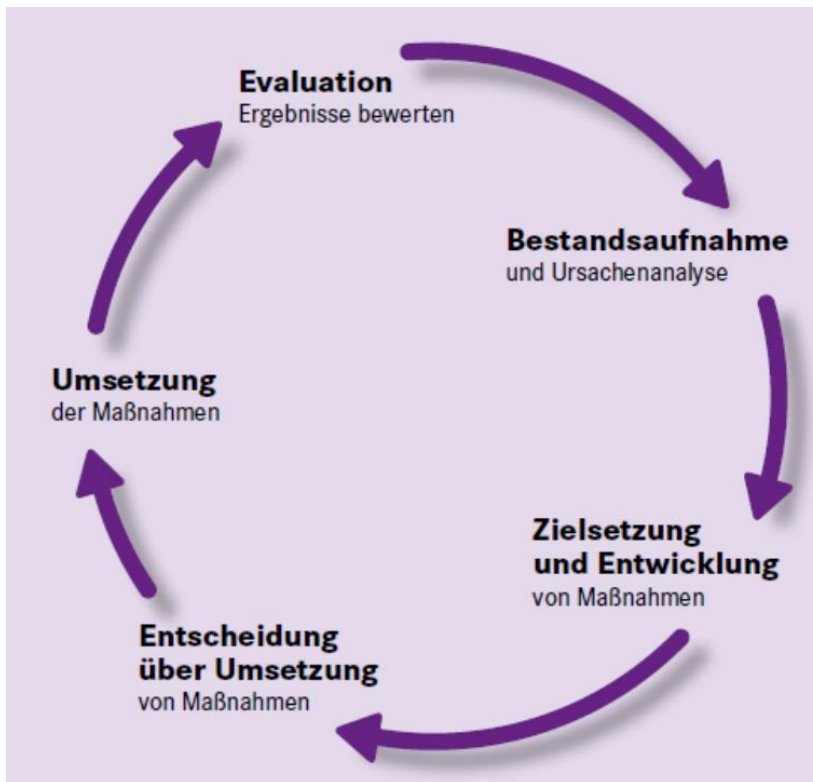 Evaluation
Ergebnisse bewerten
Bestandsaufnahme
und Ursachenanalyse
Zielsetzung
und Entwicklung
von Maßnahmen
Entscheidung
über Umsetzung
von Maßnahmen
Umsetzung
der Maßnahmen